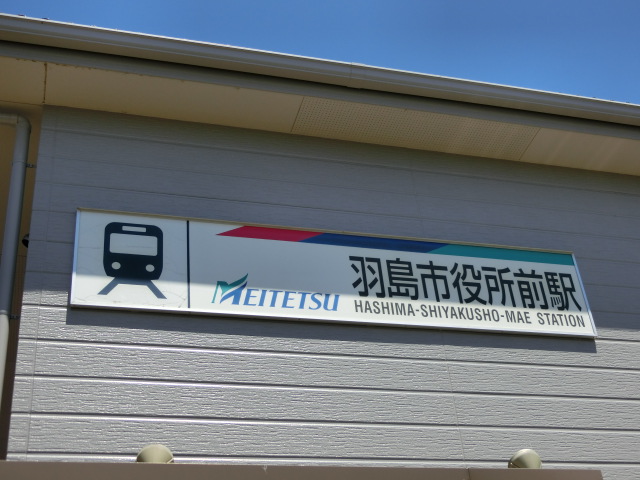 MEITETSU
羽島市役所前駅
HASHIMA-SHIYAKUSHO-MAE STATION